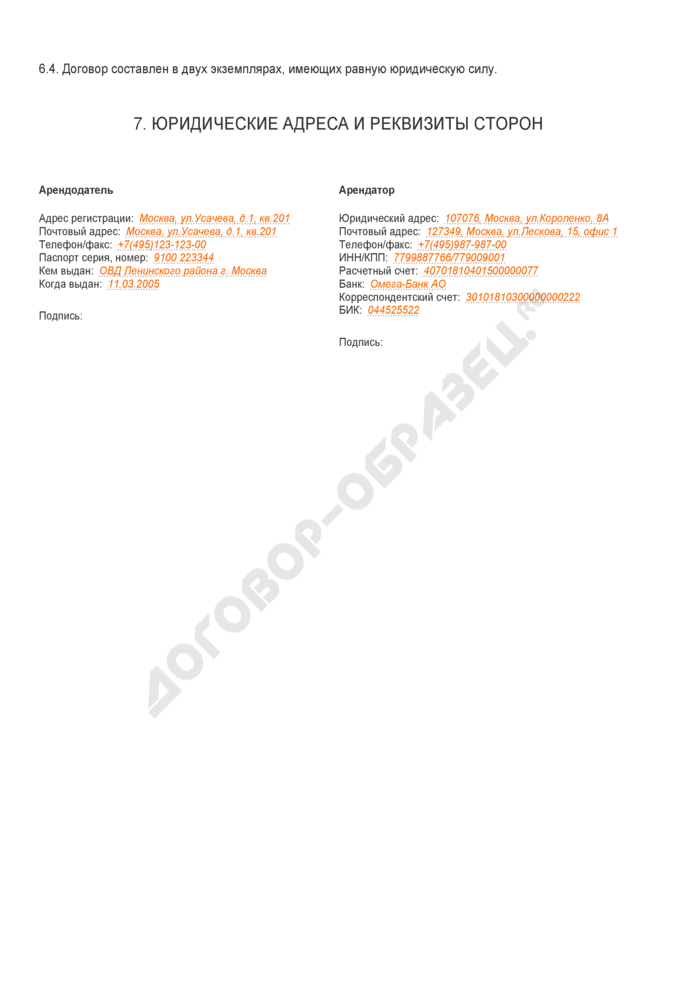 6.4. Договор составлен в двух экземплярах, имеющих равную юридическую силу.
7. ЮРИДИЧЕСКИЕ АДРЕСА И РЕКВИЗИТЫ СТОРОН
Арендодатель
Адрес регистрации: Москва, ул.Усачева, д.1, кв.201
Почтовый адрес: Москва, ул.Усачева, д.1, кв.201
Телефон/факс: +7(495)123-123-00
Паспорт серия, номер: 9100 223344
Кем выдан: ОВД Ленинского района г. Москва
Когда выдан: 11.03.2005
Подпись:
Арендатор
Юридический адрес: 107076, Москва, ул.Короленко, 8А
Почтовый адрес: 127349, Москва, ул.Лескова, 15, офис 1
Телефон/факс: +7(495)987-987-00
ИНН/КПП: 7799887766/779009001
Расчетный счет: 40701810401500000077
Банк: Омега-Банк АО
Корреспондентский счет: 30101810300000000222
БИК: 044525522
Подпись:
ДОГОВОР-ОБРАЗЕЦ.RU